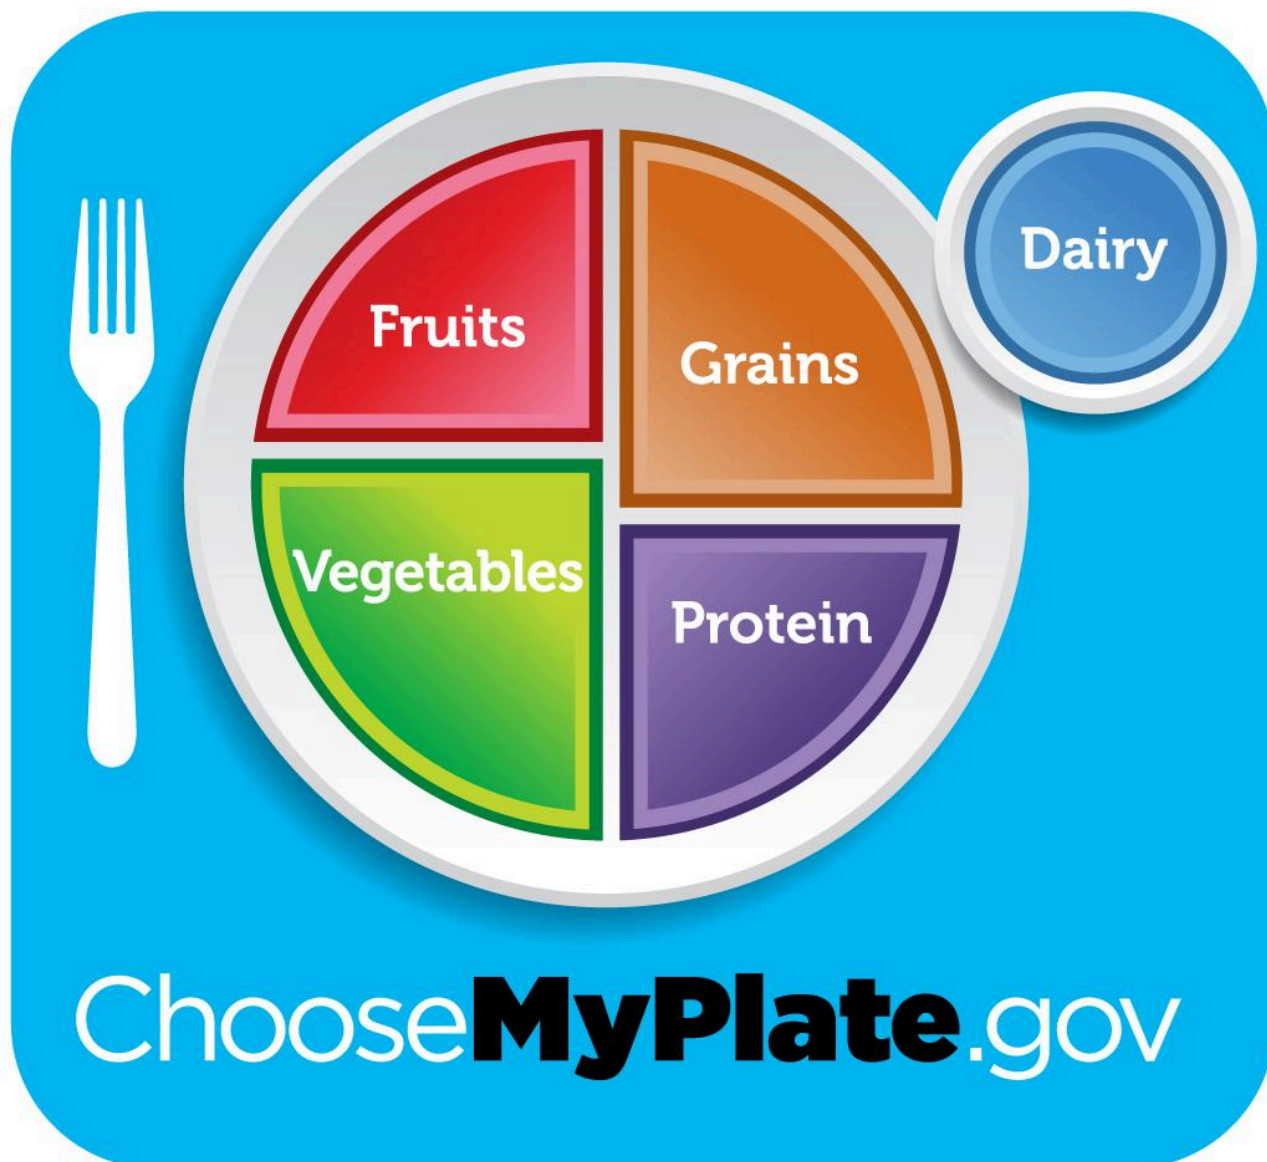 Dairy
Fruits
Grains
Vegetables
Protein
ChooseMyPlate.gov